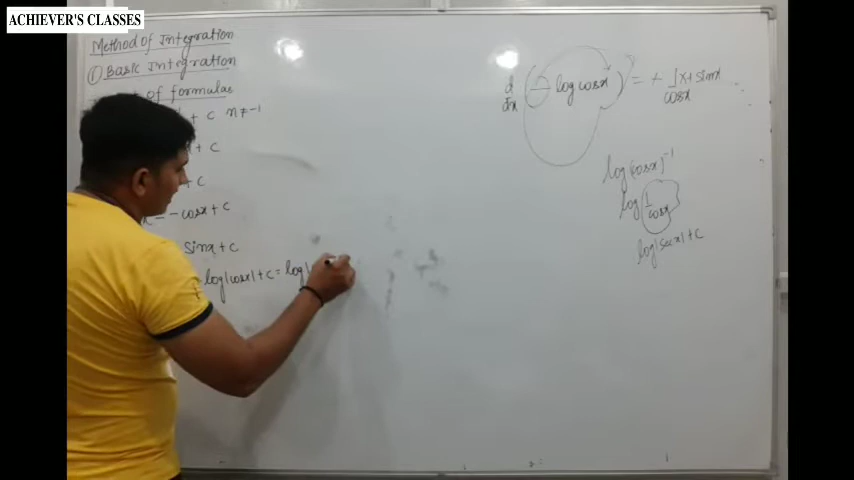 ACHIEVER'S CLASSES
Method of Integration
① Basic Integration
of formulas
+ c n ≠ -1
+ c
+ c
= - cosx + c
sinx + c
log|cosx| + c = log|
d/dx (- log cosx) = + 1 × + sinx / cosx
log(cosx)⁻¹
log(1/cosx)
log|secx| + c